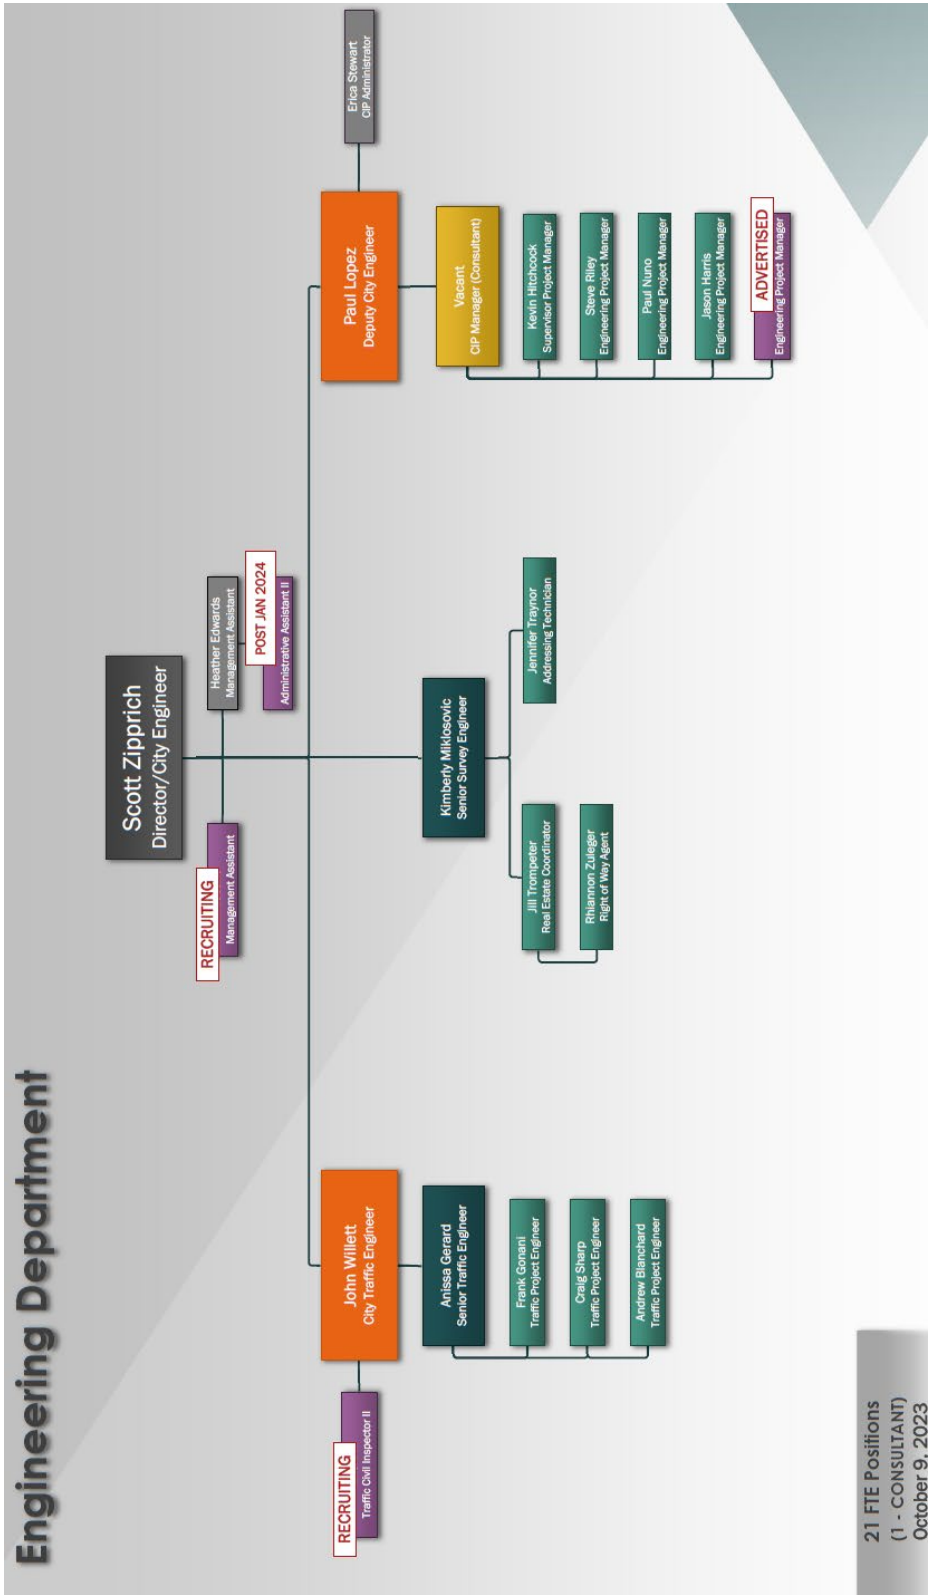 Engineering Department
Scott Zipprich
Director/City Engineer
RECRUITING
Management Assistant
Heather Edwards
Management Assistant
POST JAN 2024
Administrative Assistant II
RECRUITING
Traffic Civil Inspector II
John Willett
City Traffic Engineer
Anissa Gerard
Senior Traffic Engineer
Frank Gonani
Traffic Project Engineer
Craig Sharp
Traffic Project Engineer
Andrew Blanchard
Traffic Project Engineer
Kimberly Miklosovic
Senior Survey Engineer
Jill Trompeter
Real Estate Coordinator
Rhiannon Zuleger
Right of Way Agent
Jennifer Traynor
Addressing Technician
Paul Lopez
Deputy City Engineer
Erica Stewart
CIP Administrator
Vacant
CIP Manager (Consultant)
Kevin Hitchcock
Supervisor Project Manager
Steve Riley
Engineering Project Manager
Paul Nuno
Engineering Project Manager
Jason Harris
Engineering Project Manager
ADVERTISED
Engineering Project Manager
21 FTE Positions
(1 - CONSULTANT)
October 9, 2023